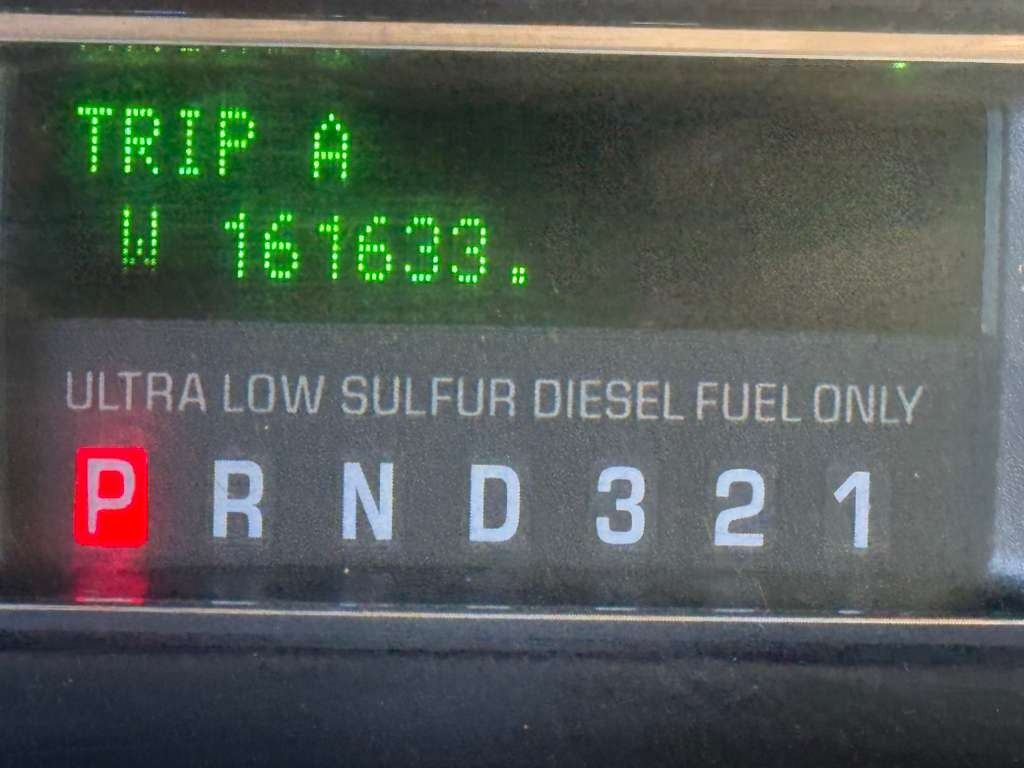 TRIP A
W 161633.
ULTRA LOW SULFUR DIESEL FUEL ONLY
P R N D 3 2 1